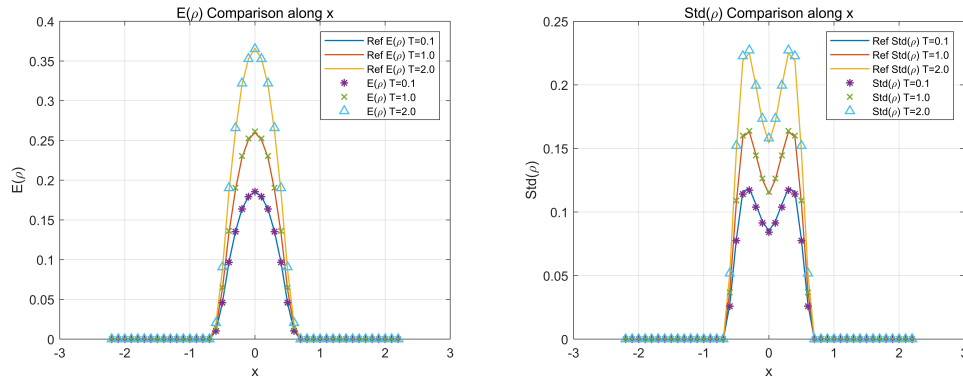 E(ρ) Comparison along x
0.4
0.35
0.3
0.25
0.2
0.15
0.1
0.05
0
E(ρ)
-3
-2
-1
0
1
2
3
x
Ref E(ρ) T=0.1
Ref E(ρ) T=1.0
Ref E(ρ) T=2.0
E(ρ) T=0.1
E(ρ) T=1.0
E(ρ) T=2.0
Std(ρ) Comparison along x
0.25
0.2
0.15
0.1
0.05
0
Std(ρ)
-3
-2
-1
0
1
2
3
x
Ref Std(ρ) T=0.1
Ref Std(ρ) T=1.0
Ref Std(ρ) T=2.0
Std(ρ) T=0.1
Std(ρ) T=1.0
Std(ρ) T=2.0